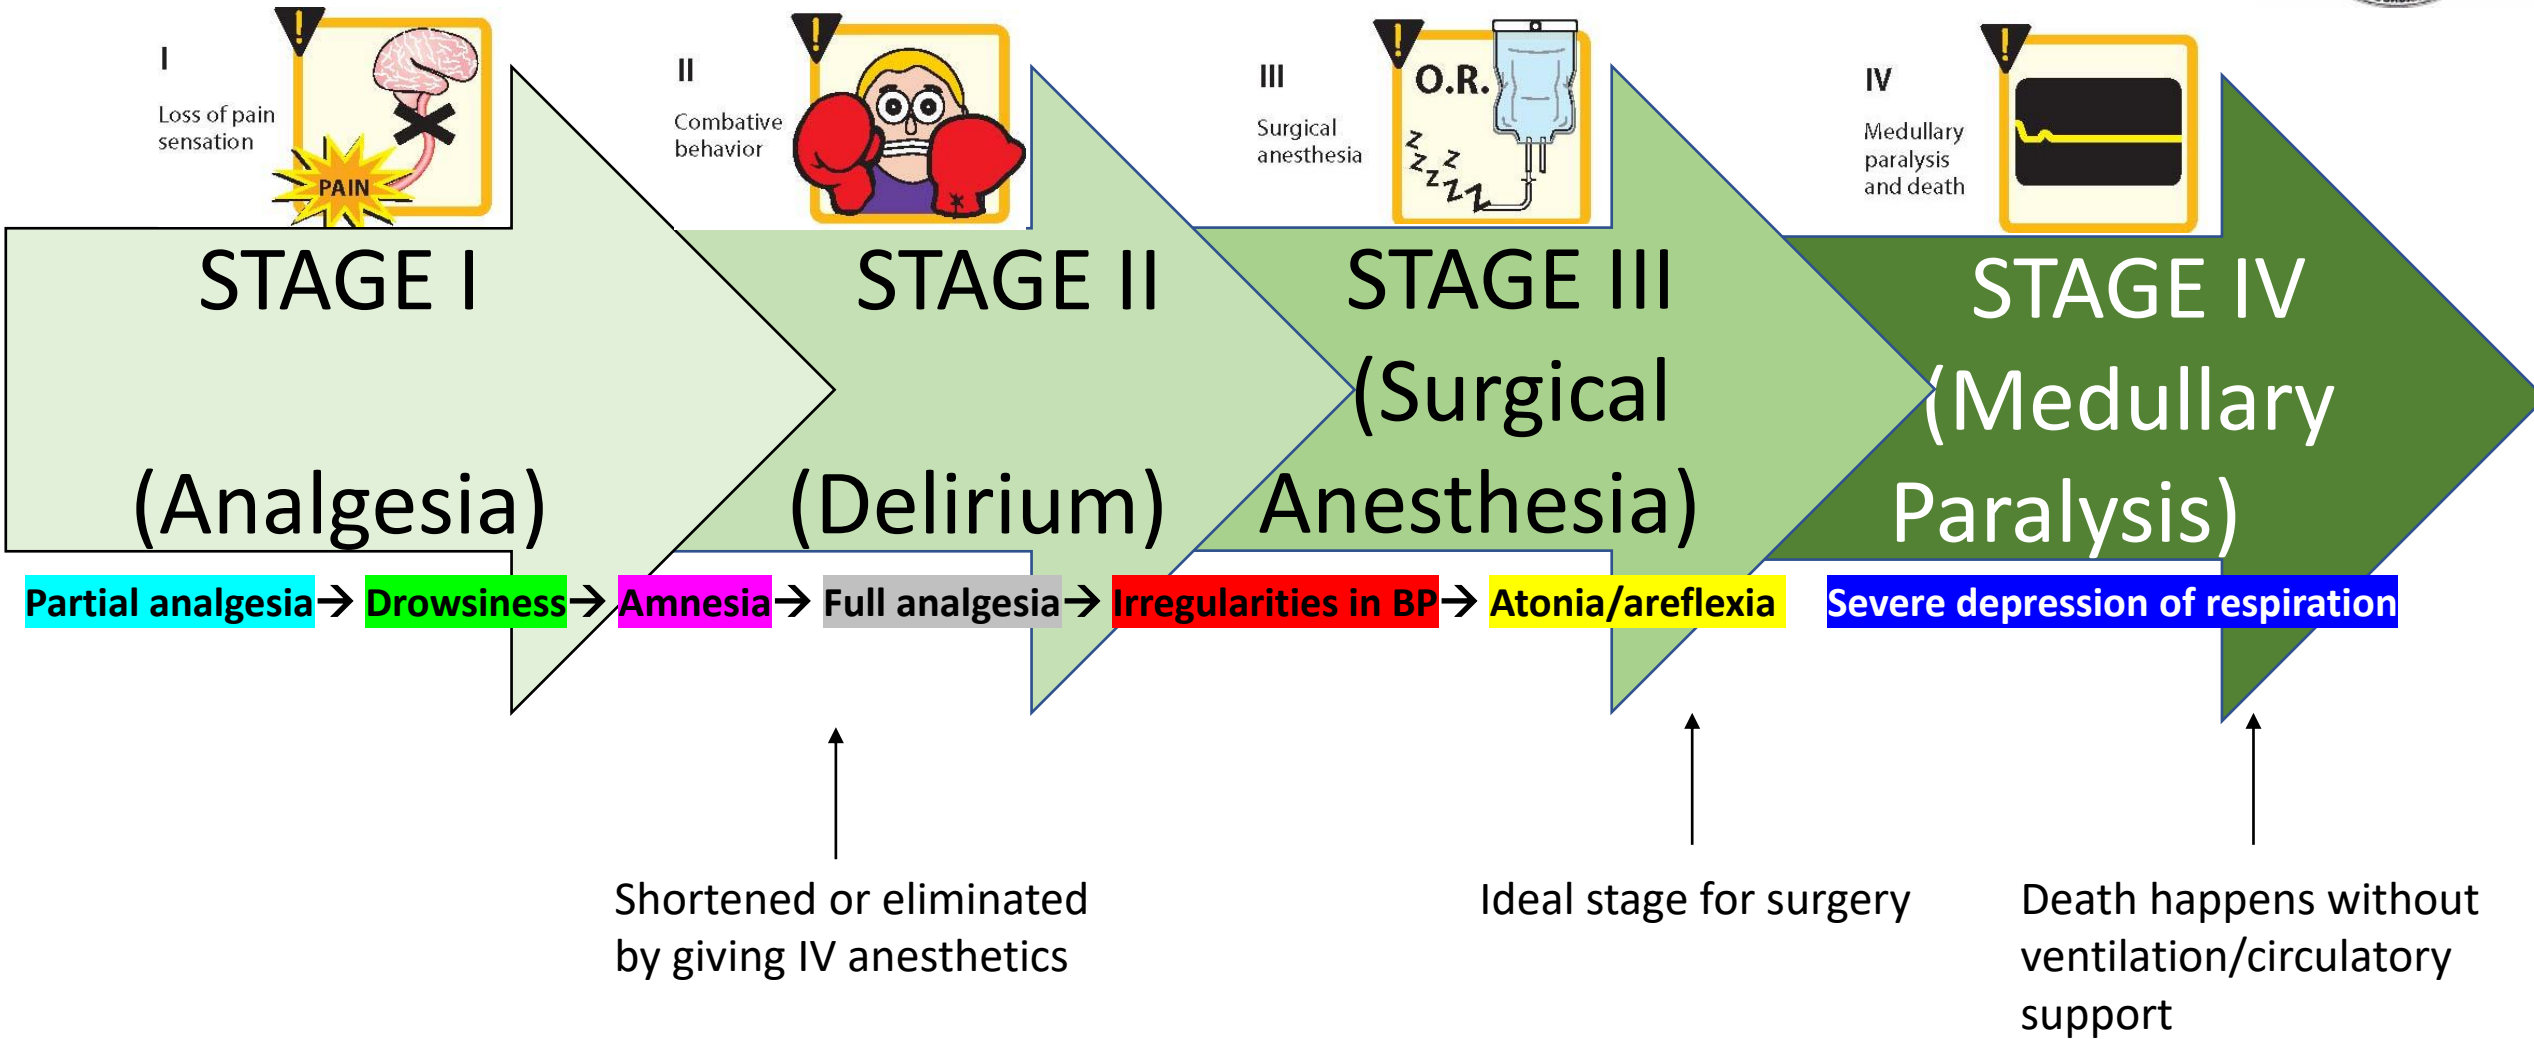 I
Loss of pain
sensation
PAIN
II
Combative
behavior
III
Surgical
anesthesia
O.R.
z
z
z
z
z
z
IV
Medullary
paralysis
and death
STAGE I
(Analgesia)
STAGE II
(Delirium)
STAGE III
(Surgical
Anesthesia)
STAGE IV
(Medullary
Paralysis)
Partial analgesia→ Drowsiness→ Amnesia→ Full analgesia→ Irregularities in BP→ Atonia/areflexia Severe depression of respiration
Shortened or eliminated
by giving IV anesthetics
Ideal stage for surgery
Death happens without
ventilation/circulatory
support